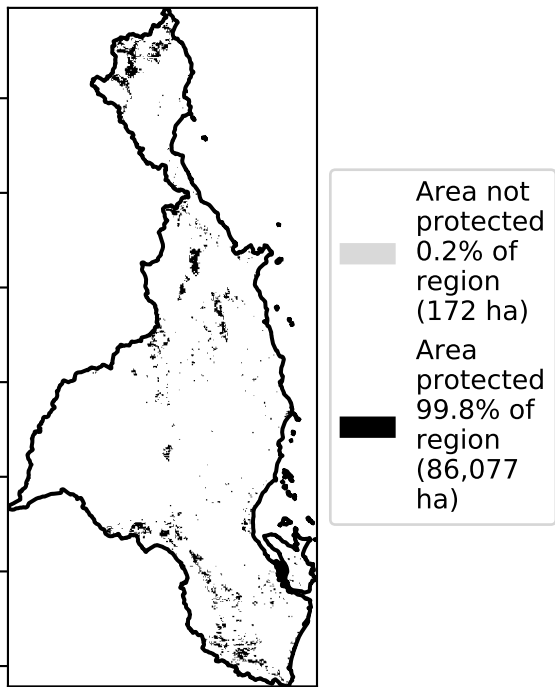 Area not
protected
0.2% of
region
(172 ha)
Area
protected
99.8% of
region
(86,077
ha)